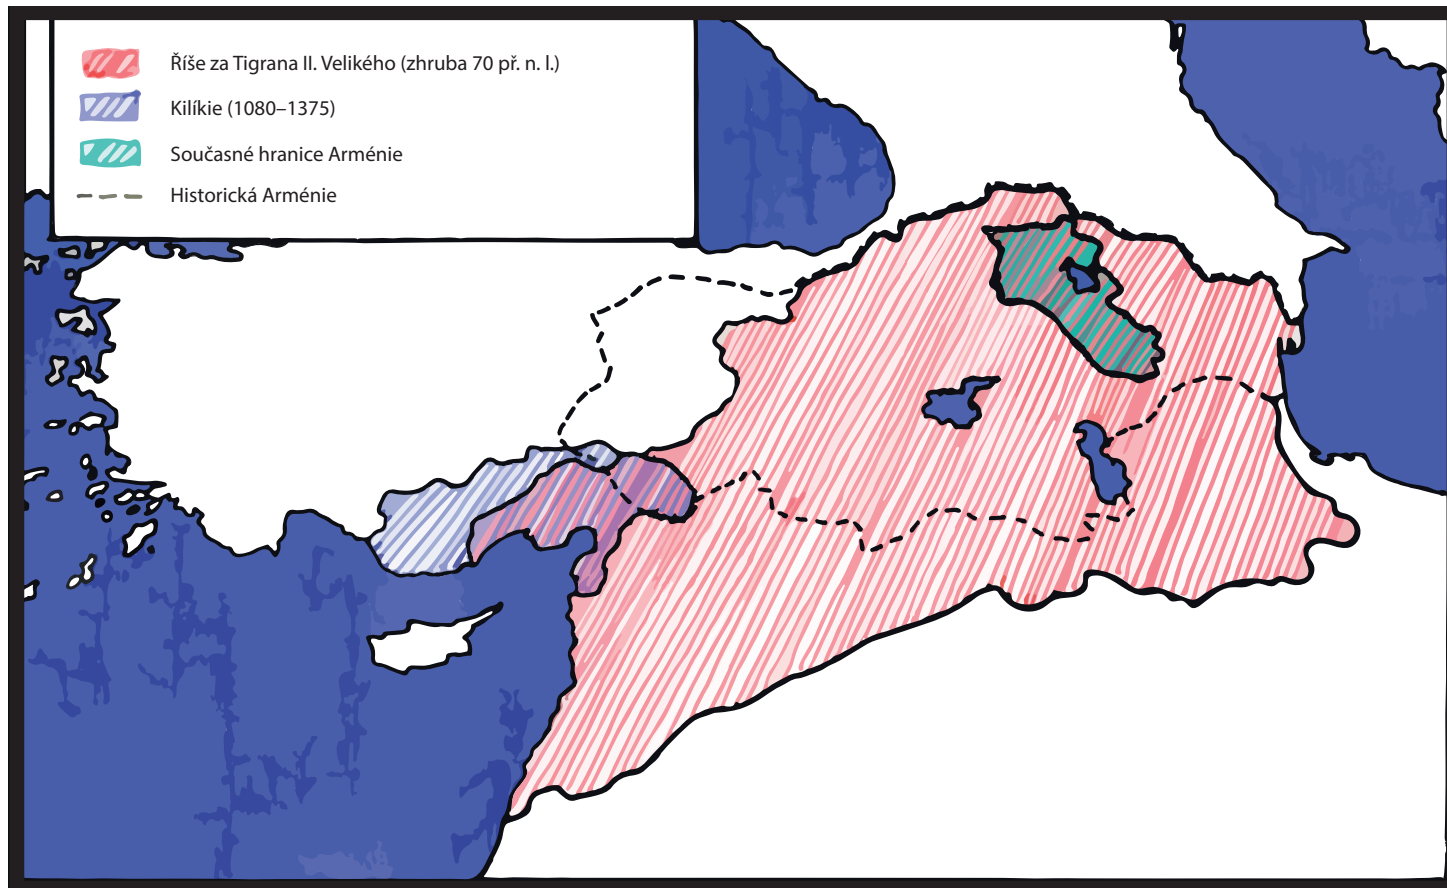 Říše za Tigrana II. Velikého (zhruba 70 př. n. l.)
Kilíkie (1080–1375)
Současné hranice Arménie
Historická Arménie